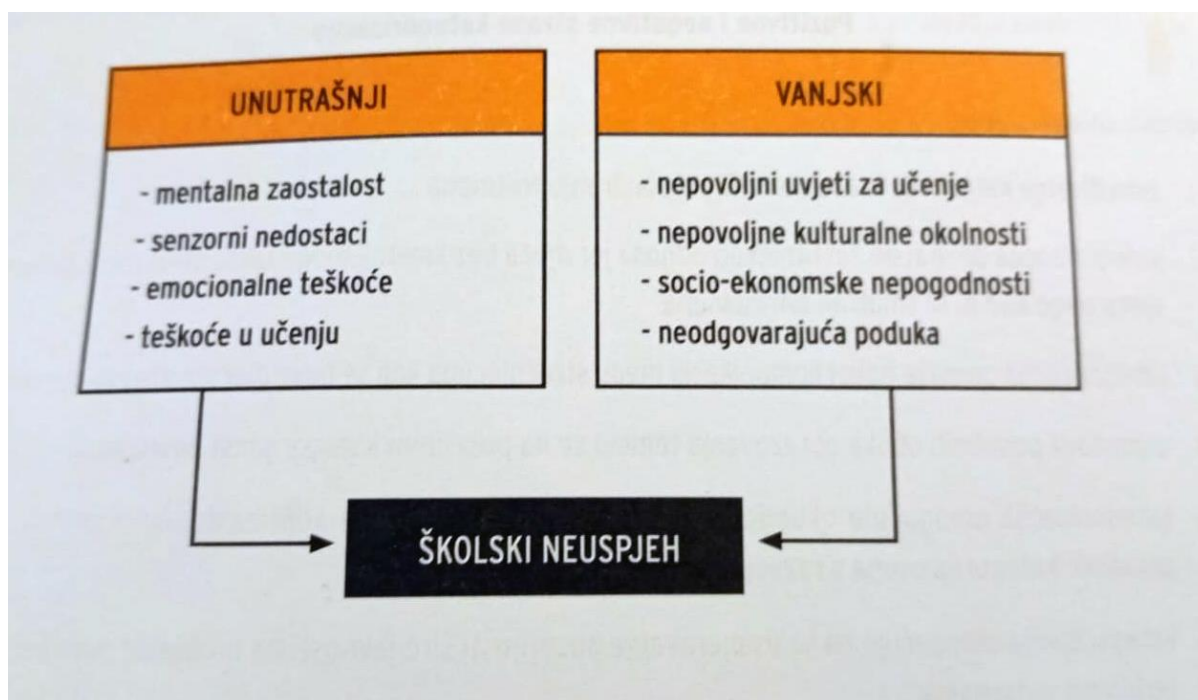 UNUTRAŠNJI
- mentalna zaostalost
- senzorni nedostaci
- emocionalne teškoće
- teškoće u učenju
VANJSKI
- nepovoljni uvjeti za učenje
- nepovoljne kulturalne okolnosti
- socio-ekonomske nepogodnosti
- neodgovarajuća poduka
ŠKOLSKI NEUSPJEH